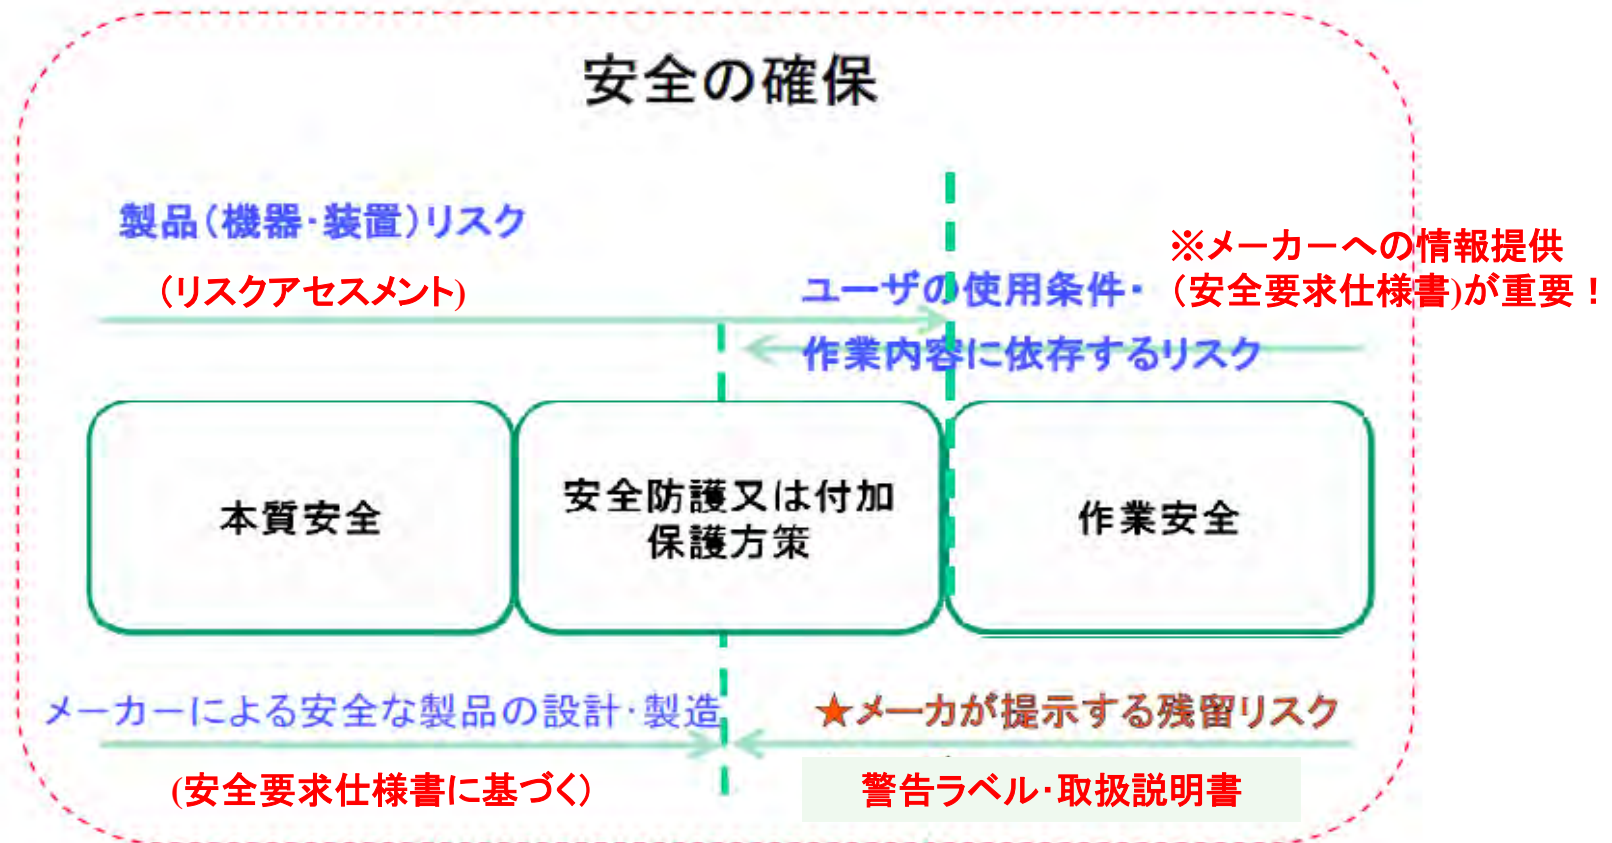 安全の確保
製品(機器・装置)リスク
(リスクアセスメント)
※メーカーへの情報提供
(安全要求仕様書)が重要！
ユーザの使用条件・
作業内容に依存するリスク
本質安全
安全防護又は付加
保護方策
作業安全
メーカーによる安全な製品の設計・製造
(安全要求仕様書に基づく)
★メーカが提示する残留リスク
警告ラベル・取扱説明書